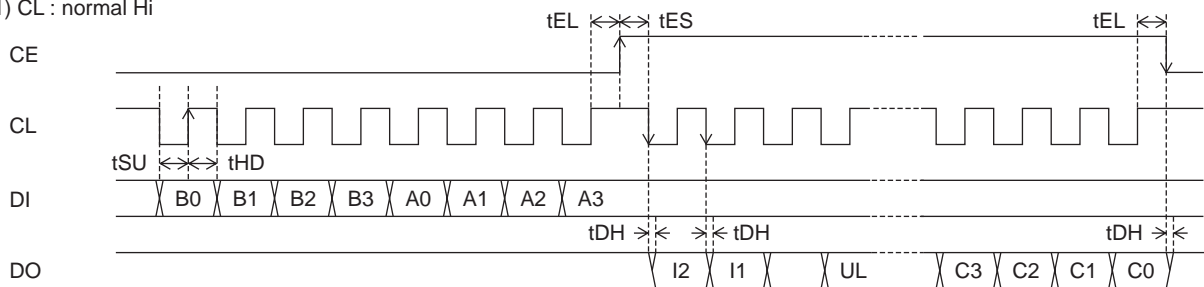 1) CL : normal Hi
tEL tES tEL
CE
CL
tSU tHD
DI B0 B1 B2 B3 A0 A1 A2 A3
tDH tDH tDH
DO I2 I1 UL C3 C2 C1 C0